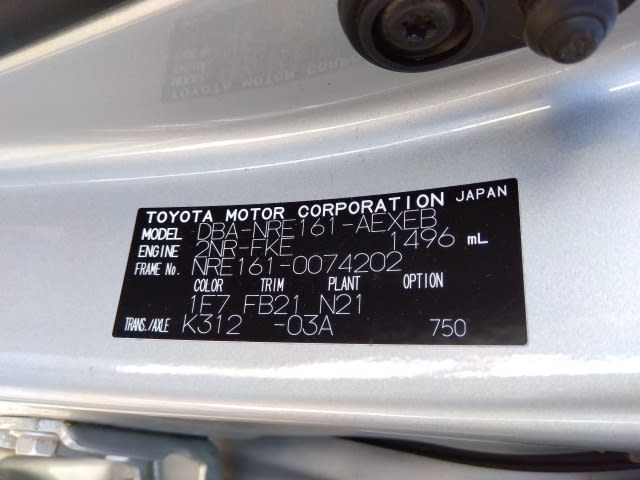 TOYOTA MOTOR CORPORATION JAPAN
MODEL DBA-NRE161-AEXEB
ENGINE 2NR-FKE 1496 mL
FRAME No. NRE161-0074202
COLOR TRIM PLANT OPTION
1E7 FB21 N21
TRANS./AXLE K312 -03A 750